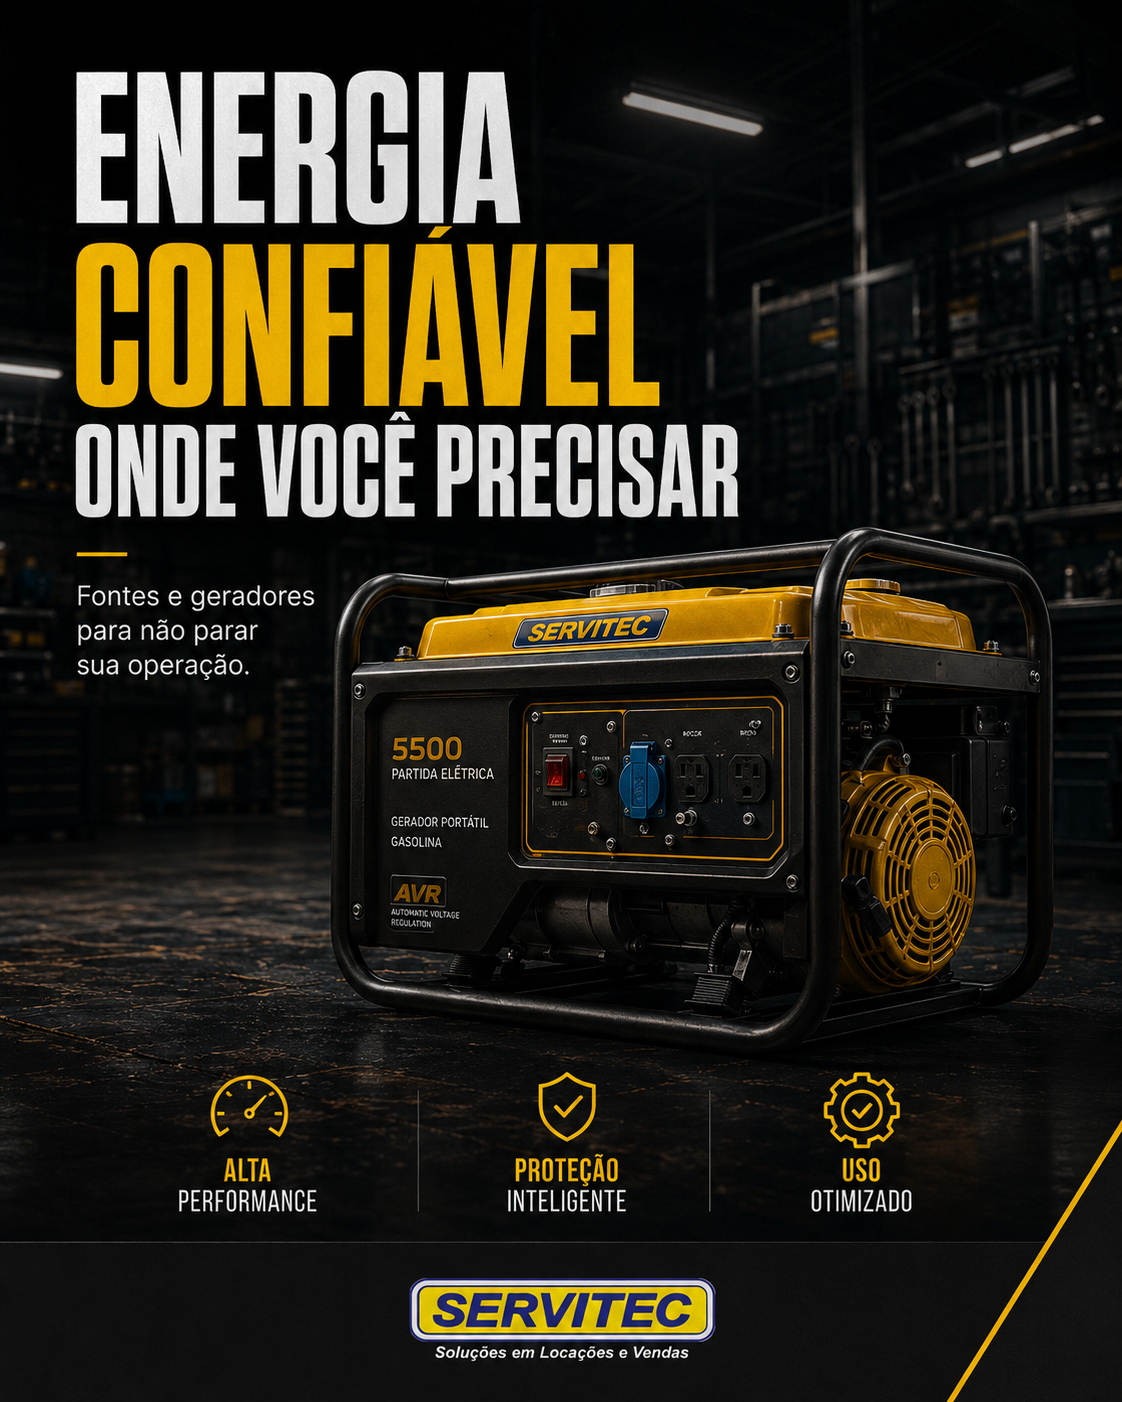 ENERGIA
CONFIÁVEL
ONDE VOCÊ PRECISAR
Fontes e geradores
para não parar
sua operação.
SERVITEC
5500
PARTIDA ELÉTRICA
GERADOR PORTÁTIL
GASOLINA
AVR
AUTOMATIC VOLTAGE
REGULATION
ALTA
PERFORMANCE
PROTEÇÃO
INTELIGENTE
USO
OTIMIZADO
SERVITEC
Soluções em Locações e Vendas